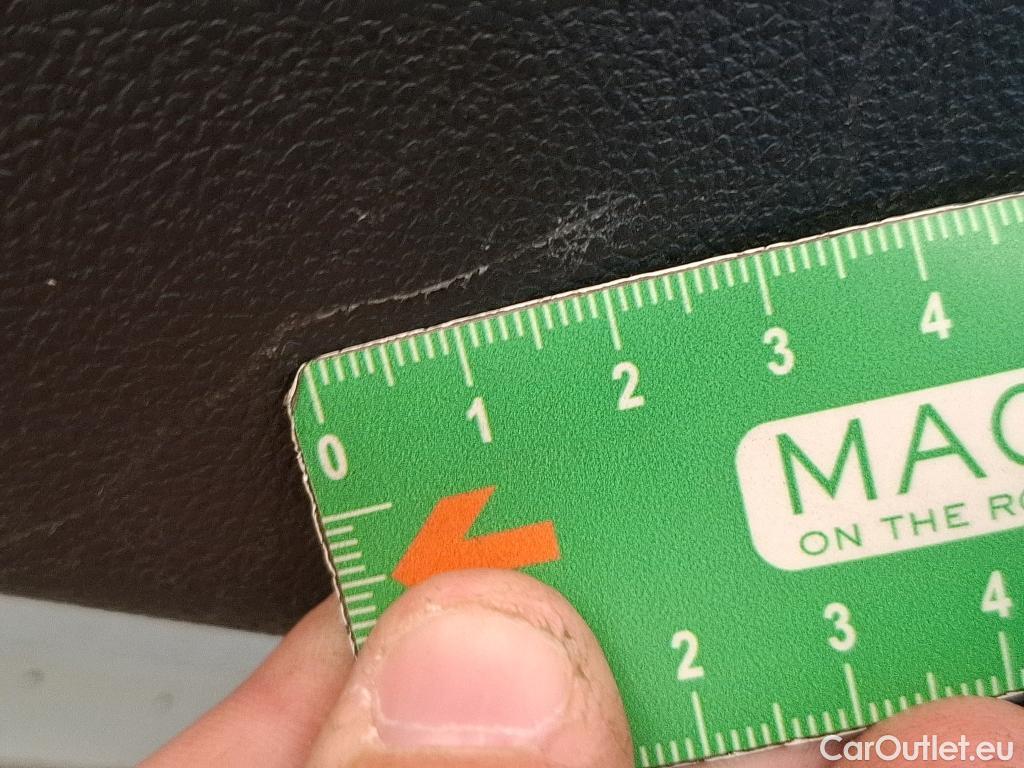 0 1 2 3 4
MAG
ON THE RO
2 3 4
CarOutlet.eu